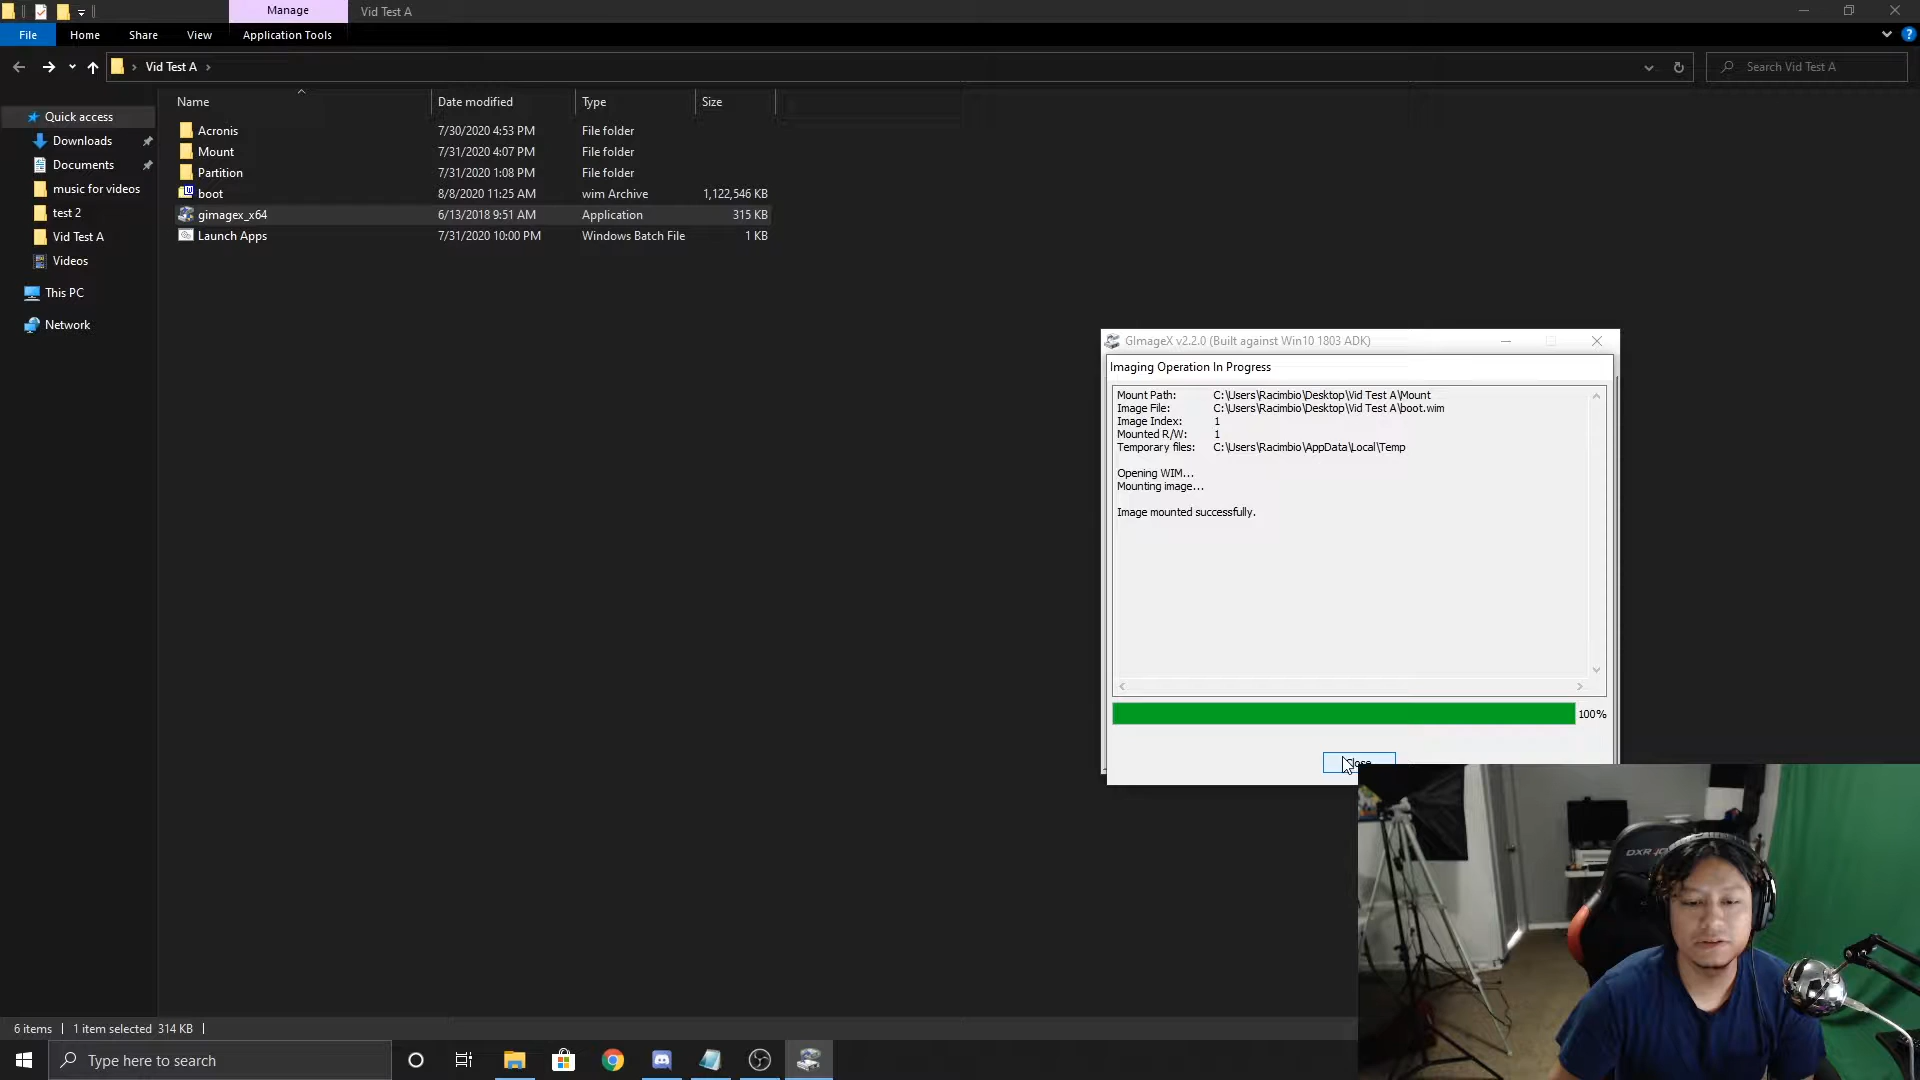 Manage
Vid Test A
File
Home
Share
View
Application Tools
Vid Test A
Search Vid Test A
Name
Date modified
Type
Size
Quick access
Downloads
Documents
music for videos
test 2
Vid Test A
Videos
This PC
Network
Acronis 7/30/2020 4:53 PM File folder
Mount 7/31/2020 4:07 PM File folder
Partition 7/31/2020 1:08 PM File folder
boot 8/8/2020 11:25 AM wim Archive 1,122,546 KB
gimagex_x64 6/13/2018 9:51 AM Application 315 KB
Launch Apps 7/31/2020 10:00 PM Windows Batch File 1 KB
GImageX v2.2.0 (Built against Win10 1803 ADK)
Imaging Operation In Progress
Mount Path: C:\Users\Racimbio\Desktop\Vid Test A\Mount
Image File: C:\Users\Racimbio\Desktop\Vid Test A\boot.wim
Image Index: 1
Mounted R/W: 1
Temporary files: C:\Users\Racimbio\AppData\Local\Temp
Opening WIM...
Mounting image...
Image mounted successfully.
100%
Close
6 items
1 item selected 314 KB
Type here to search